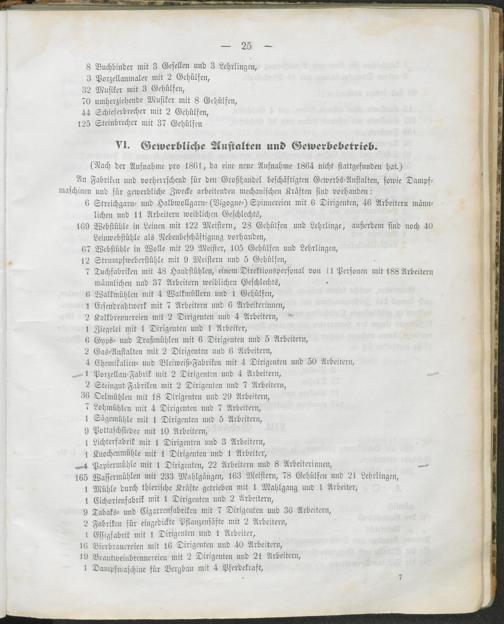 — 25 —
8 Buchbinder mit 3 Gesellen und 3 Lehrlingen,
3 Porzellanmaler mit 2 Gehülfen,
32 Musiker mit 3 Gehülfen,
70 umherziehende Musiker mit 8 Gehülfen,
44 Schieferbrecher mit 2 Gehülfen,
125 Steinbrecher mit 37 Gehülfen
VI. Gewerbliche Anstalten und Gewerbebetrieb.
(Nach der Aufnahme pro 1861, da eine neue Aufnahme 1864 nicht stattgefunden hat.)
An Fabriken und vorherrschend für den Großhandel beschäftigten Gewerbs-Anstalten, sowie Dampf-
maschinen und für gewerbliche Zwecke arbeitenden mechanischen Kräften sind vorhanden:
6 Streichgarn- und Halbwollgarn- (Vigogne-) Spinnereien mit 6 Dirigenten, 46 Arbeitern männ-
lichen und 11 Arbeitern weiblichen Geschlechts,
169 Webstühle in Leinen mit 122 Meistern, 28 Gehülfen und Lehrlinge, außerdem sind noch 40
Leinwebstühle als Nebenbeschäftigung vorhanden,
67 Webstühle in Wolle mit 29 Meister, 105 Gehülfen und Lehrlingen,
12 Strumpfweberstühle mit 9 Meistern und 5 Gehülfen,
7 Tuchfabriken mit 48 Handstühlen, einem Direktionspersonal von 11 Personen mit 188 Arbeitern
männlichen und 37 Arbeitern weiblichen Geschlechts,
6 Walkmühlen mit 4 Walkmüllern und 1 Gehülfen,
1 Eisendrahtwerk mit 7 Arbeitern und 6 Arbeiterinnen,
2 Kalkbrennereien mit 2 Dirigenten und 4 Arbeitern,
1 Ziegelei mit 1 Dirigenten und 1 Arbeiter,
6 Gyps- und Traßmühlen mit 6 Dirigenten und 5 Arbeitern,
2 Gas-Anstalten mit 2 Dirigenten und 6 Arbeitern,
4 Chemikalien- und Bleiweiß-Fabriken mit 4 Dirigenten und 50 Arbeitern,
1 Porzellan-Fabrik mit 2 Dirigenten und 4 Arbeitern,
2 Steingut-Fabriken mit 2 Dirigenten und 7 Arbeitern,
36 Oelmühlen mit 18 Dirigenten und 29 Arbeitern,
7 Lohmühlen mit 4 Dirigenten und 7 Arbeitern,
1 Sägemühle mit 1 Dirigenten und 5 Arbeitern,
9 Pottaschsieder mit 10 Arbeitern,
1 Lichterfabrik mit 1 Dirigenten und 3 Arbeitern,
1 Knochenmühle mit 1 Dirigenten und 1 Arbeiter,
1 Papiermühle mit 1 Dirigenten, 22 Arbeitern und 8 Arbeiterinnen,
165 Wassermühlen mit 233 Mahlgängen, 163 Meistern, 78 Gehülfen und 21 Lehrlingen,
1 Mühle durch thierische Kräfte getrieben mit 1 Mahlgang und 1 Arbeiter,
1 Cichorienfabrik mit 1 Dirigenten und 2 Arbeitern,
9 Tabaks- und Cigarrenfabriken mit 7 Dirigenten und 36 Arbeitern,
2 Fabriken für eingedickte Pflanzensäfte mit 2 Arbeitern,
1 Essigfabrik mit 1 Dirigenten und 1 Arbeiter,
16 Bierbrauereien mit 16 Dirigenten und 40 Arbeitern,
19 Brantweinbrennereien mit 2 Dirigenten und 21 Arbeitern,
1 Dampfmaschine für Bergbau mit 4 Pferdekraft,
7